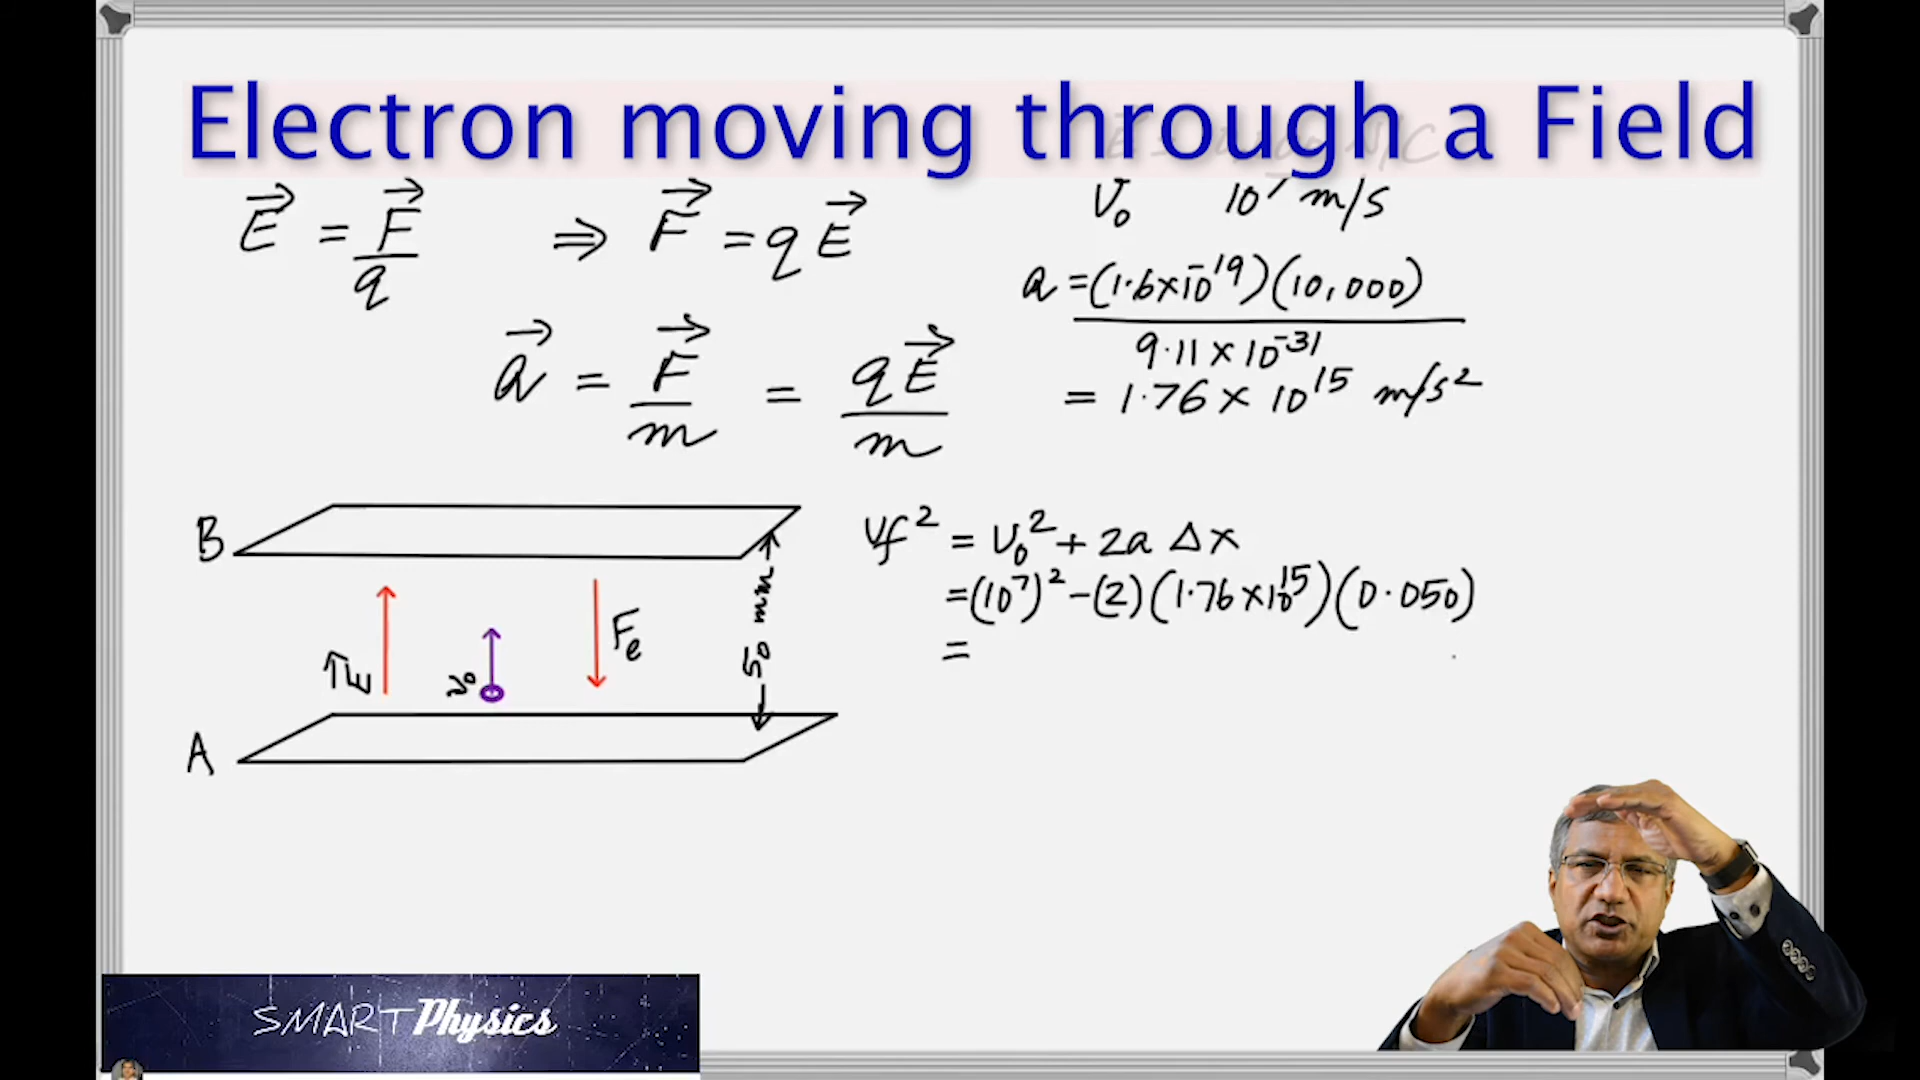 Electron moving through a Field
E⃗ = F⃗/q ⇒ F⃗ = qE⃗
v₀ 10⁷ m/s
a = (1.6×10⁻¹⁹)(10,000)
9.11 × 10⁻³¹
= 1.76 × 10¹⁵ m/s²
a⃗ = F⃗/m = qE⃗/m
B
vf² = v₀² + 2a Δx
= (10⁷)² − (2)(1.76×10¹⁵)(0.050)
=
E⃗
v₀
Fe
50 mm
A
SMART Physics